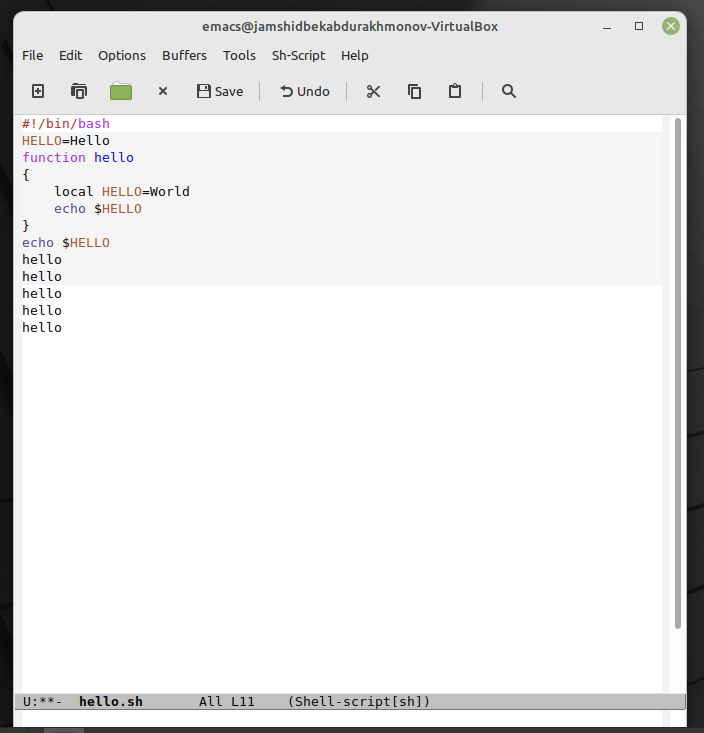 emacs@jamshidbekabdurakhmonov-VirtualBox
File Edit Options Buffers Tools Sh-Script Help
Save Undo
#!/bin/bash
HELLO=Hello
function hello
{
    local HELLO=World
    echo $HELLO
}
echo $HELLO
hello
hello
hello
hello
hello
U:**-  hello.sh       All L11    (Shell-script[sh])